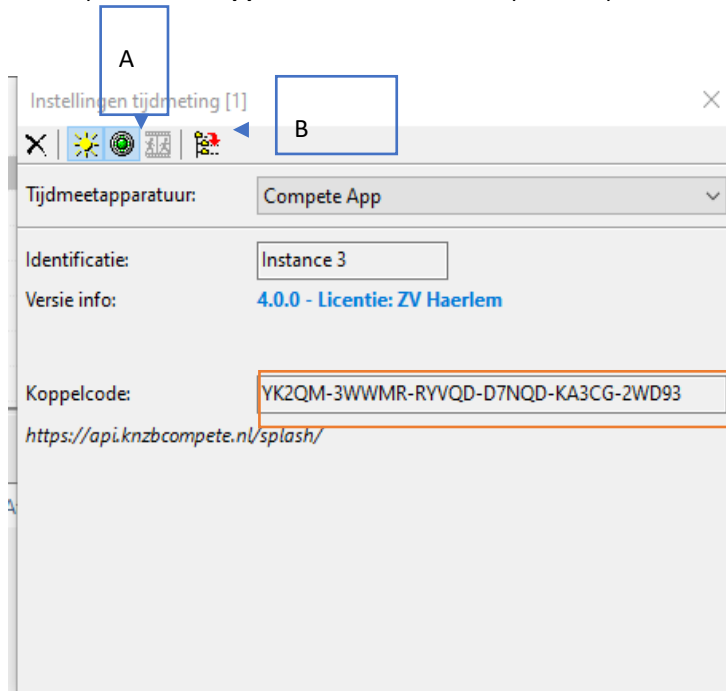 A
Instellingen tijdmeting [1]
B
Tijdmeetapparatuur: Compete App
Identificatie: Instance 3
Versie info: 4.0.0 - Licentie: ZV Haerlem
Koppelcode: YK2QM-3WWMR-RYVQD-D7NQD-KA3CG-2WD93
https://api.knzbcompete.nl/splash/